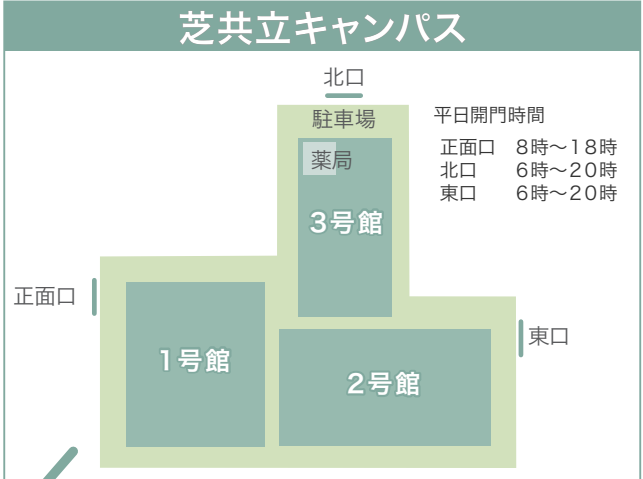 芝共立キャンパス
北口
駐車場
平日開門時間
正面口　8時～18時
北口　6時～20時
東口　6時～20時
薬局
3号館
正面口
東口
1号館
2号館